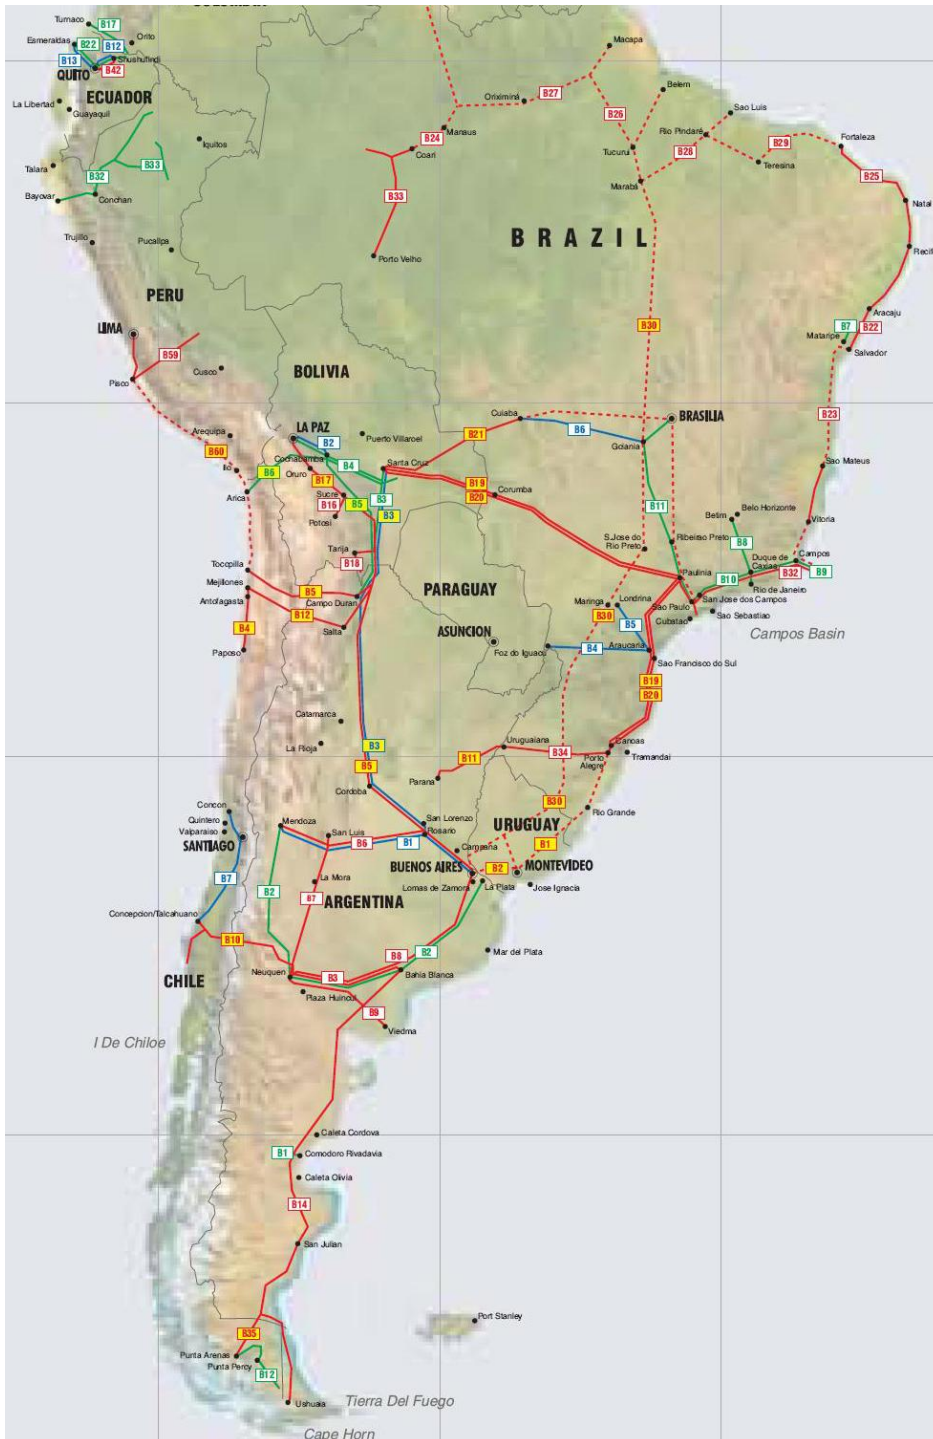 COLOMBIA
Tumaco
B17
Macapa
Esmeraldas
B22
B12
Orito
B13
Shushufindi
QUITO
B42
Belem
ECUADOR
Oriximiná
B27
La Libertad
Guayaquil
Sao Luis
B26
Manaus
Rio Pindaré
Fortaleza
B24
Iquitos
B29
Coari
Tucurui
B28
Teresina
Talara
B33
B25
B32
Marabá
B33
Bayovar
Conchan
Natal
Trujillo
Pucallpa
BRAZIL
Recif
Porto Velho
PERU
Aracaju
LIMA
B30
B7
B22
Mataripe
Salvador
B59
Cusco
BOLIVIA
Pisco
B23
Cuiaba
BRASILIA
Arequipa
LA PAZ
Puerto Villaroel
B21
B6
B2
Goiania
B60
Cochabamba
B4
Santa Cruz
Sao Mateus
Ilo
B6
Oruro
B17
B19
B20
Corumba
Arica
Sucre
B3
B16
B5
B11
Belo Horizonte
Potosi
B3
Betim
Vitoria
S.Jose do
Rio Preto
Ribeirao Preto
B8
Tarija
Duque de
Caxias
Campos
B18
Tocopilla
Paulinia
B10
B32
B9
Mejillones
B5
PARAGUAY
Rio de Janeiro
Antofagasta
Campo Duran
Maringa
Londrina
Sao Paulo
San Jose dos Campos
B12
B30
Sao Sebastiao
B4
Salta
ASUNCION
B5
Cubatao
Campos Basin
Paposo
Foz do Iguacu
B4
Araucaria
Sao Francisco do Sul
B19
B20
Catamarca
La Rioja
B3
Uruguaiana
Canoas
B11
B34
Porto
Alegre
Tramandai
B5
Parana
Cordoba
Concon
B30
Quintero
Mendoza
San Lorenzo
Rio Grande
Valparaiso
San Luis
Rosario
URUGUAY
SANTIAGO
B6
B1
Campana
B1
BUENOS AIRES
B2
MONTEVIDEO
B7
La Mora
Lomas de Zamora
La Plata
Jose Ignacia
B2
B7
ARGENTINA
Concepcion/Talcahuano
B10
B8
B2
Mar del Plata
Neuquen
B3
Bahia Blanca
CHILE
Plaza Huincul
B9
Viedma
I De Chiloe
Caleta Cordova
B1
Comodoro Rivadavia
Caleta Olivia
B14
San Julian
Port Stanley
B35
Punta Arenas
Punta Percy
B12
Ushuaia
Tierra Del Fuego
Cape Horn